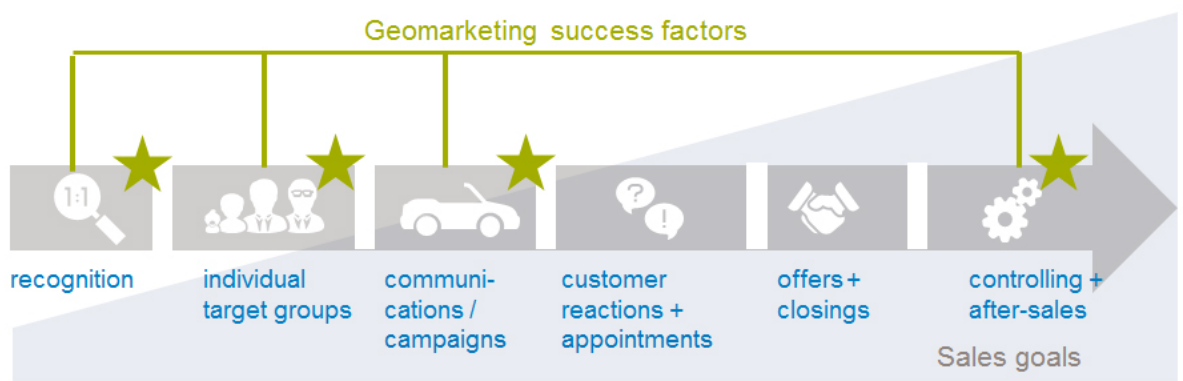 Geomarketing success factors
1:1
?
!
recognition
individual
target groups
communi-
cations /
campaigns
customer
reactions +
appointments
offers +
closings
controlling +
after-sales
Sales goals